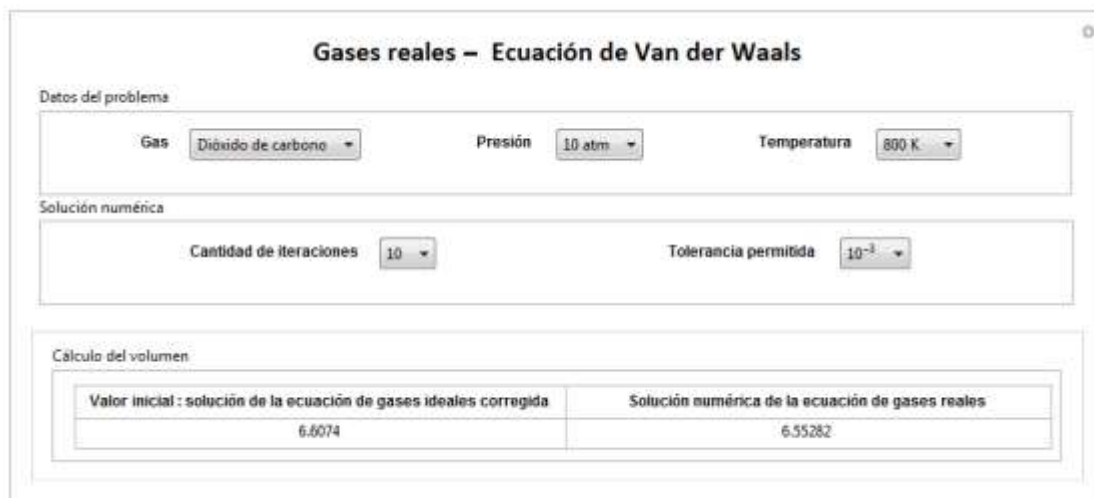 Gases reales – Ecuación de Van der Waals
Datos del problema
Gas Dióxido de carbono Presión 10 atm Temperatura 800 K
Solución numérica
Cantidad de iteraciones 10 Tolerancia permitida 10⁻³
Cálculo del volumen
Valor inicial : solución de la ecuación de gases ideales corregida Solución numérica de la ecuación de gases reales
6.6074 6.55282